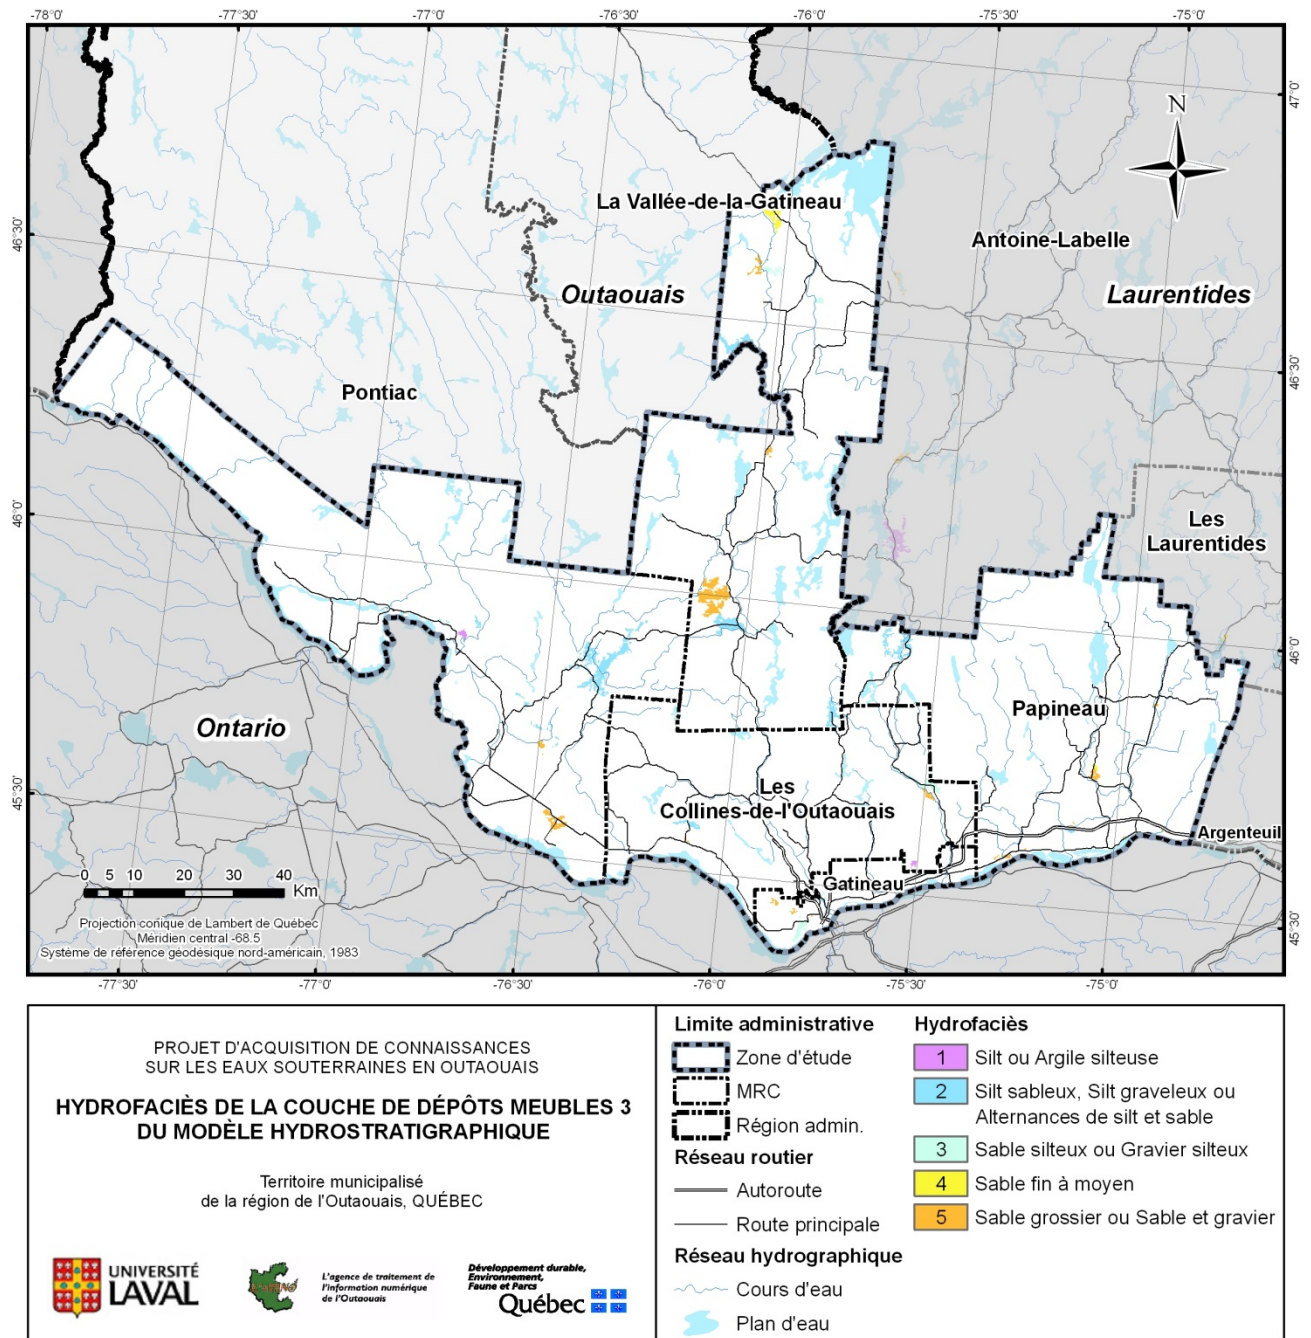 -78°0' -77°30' -77°0' -76°30' -76°0' -75°30' -75°0'
47°0'
N
La Vallée-de-la-Gatineau
46°30'
Antoine-Labelle
Outaouais
Laurentides
46°30'
Pontiac
46°0'
Les
Laurentides
46°0'
Papineau
Ontario
45°30'
Les
Collines-de-l'Outaouais
Argenteuil
Gatineau
0 5 10 20 30 40
Km
Projection conique de Lambert de Québec
Méridien central -68.5
Système de référence géodésique nord-américain, 1983
45°30'
-77°30' -77°0' -76°30' -76°0' -75°30' -75°0'
PROJET D'ACQUISITION DE CONNAISSANCES
SUR LES EAUX SOUTERRAINES EN OUTAOUAIS
HYDROFACIÈS DE LA COUCHE DE DÉPÔTS MEUBLES 3
DU MODÈLE HYDROSTRATIGRAPHIQUE
Territoire municipalisé
de la région de l'Outaouais, QUÉBEC
UNIVERSITÉ
LAVAL
L'agence de traitement de
l'information numérique
de l'Outaouais
Développement durable,
Environnement,
Faune et Parcs
Québec
Limite administrative
Zone d'étude
MRC
Région admin.
Réseau routier
Autoroute
Route principale
Réseau hydrographique
Cours d'eau
Plan d'eau
Hydrofaciès
1 Silt ou Argile silteuse
2 Silt sableux, Silt graveleux ou
Alternances de silt et sable
3 Sable silteux ou Gravier silteux
4 Sable fin à moyen
5 Sable grossier ou Sable et gravier